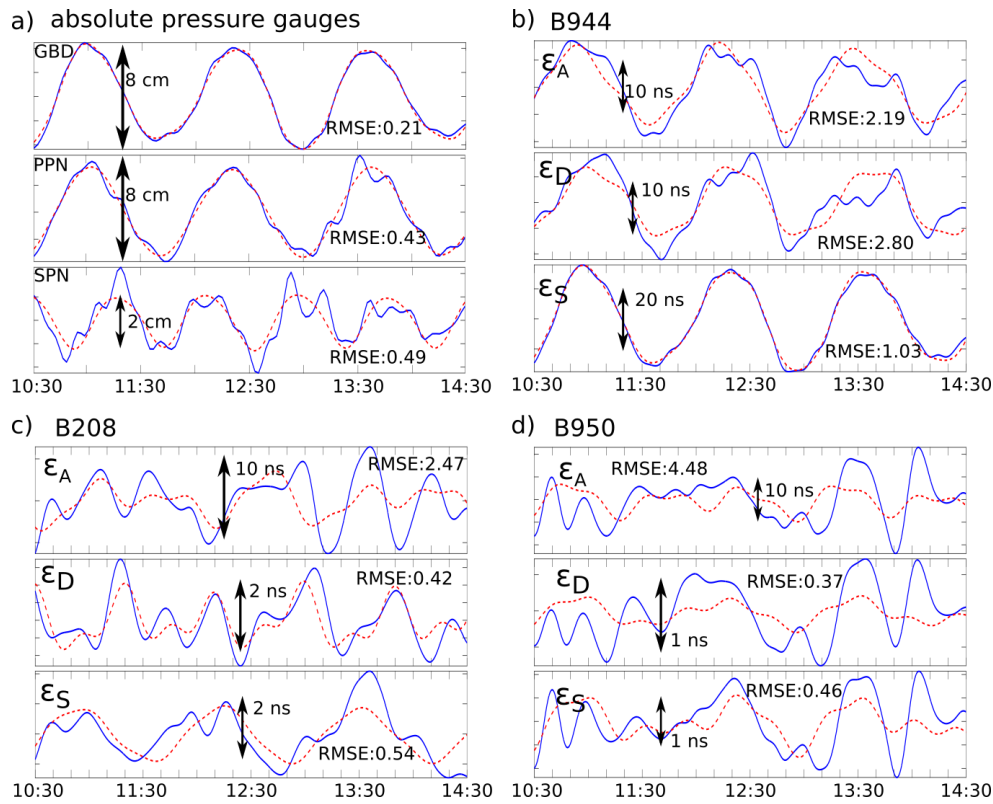 a) absolute pressure gauges
GBD
8 cm
RMSE:0.21
PPN
8 cm
RMSE:0.43
SPN
2 cm
RMSE:0.49
10:30 11:30 12:30 13:30 14:30
b) B944
εA
10 ns
RMSE:2.19
εD
10 ns
RMSE:2.80
εS
20 ns
RMSE:1.03
10:30 11:30 12:30 13:30 14:30
c) B208
εA
10 ns
RMSE:2.47
εD
2 ns
RMSE:0.42
εS
2 ns
RMSE:0.54
10:30 11:30 12:30 13:30 14:30
d) B950
RMSE:4.48
εA
10 ns
εD
RMSE:0.37
1 ns
εS
RMSE:0.46
1 ns
10:30 11:30 12:30 13:30 14:30